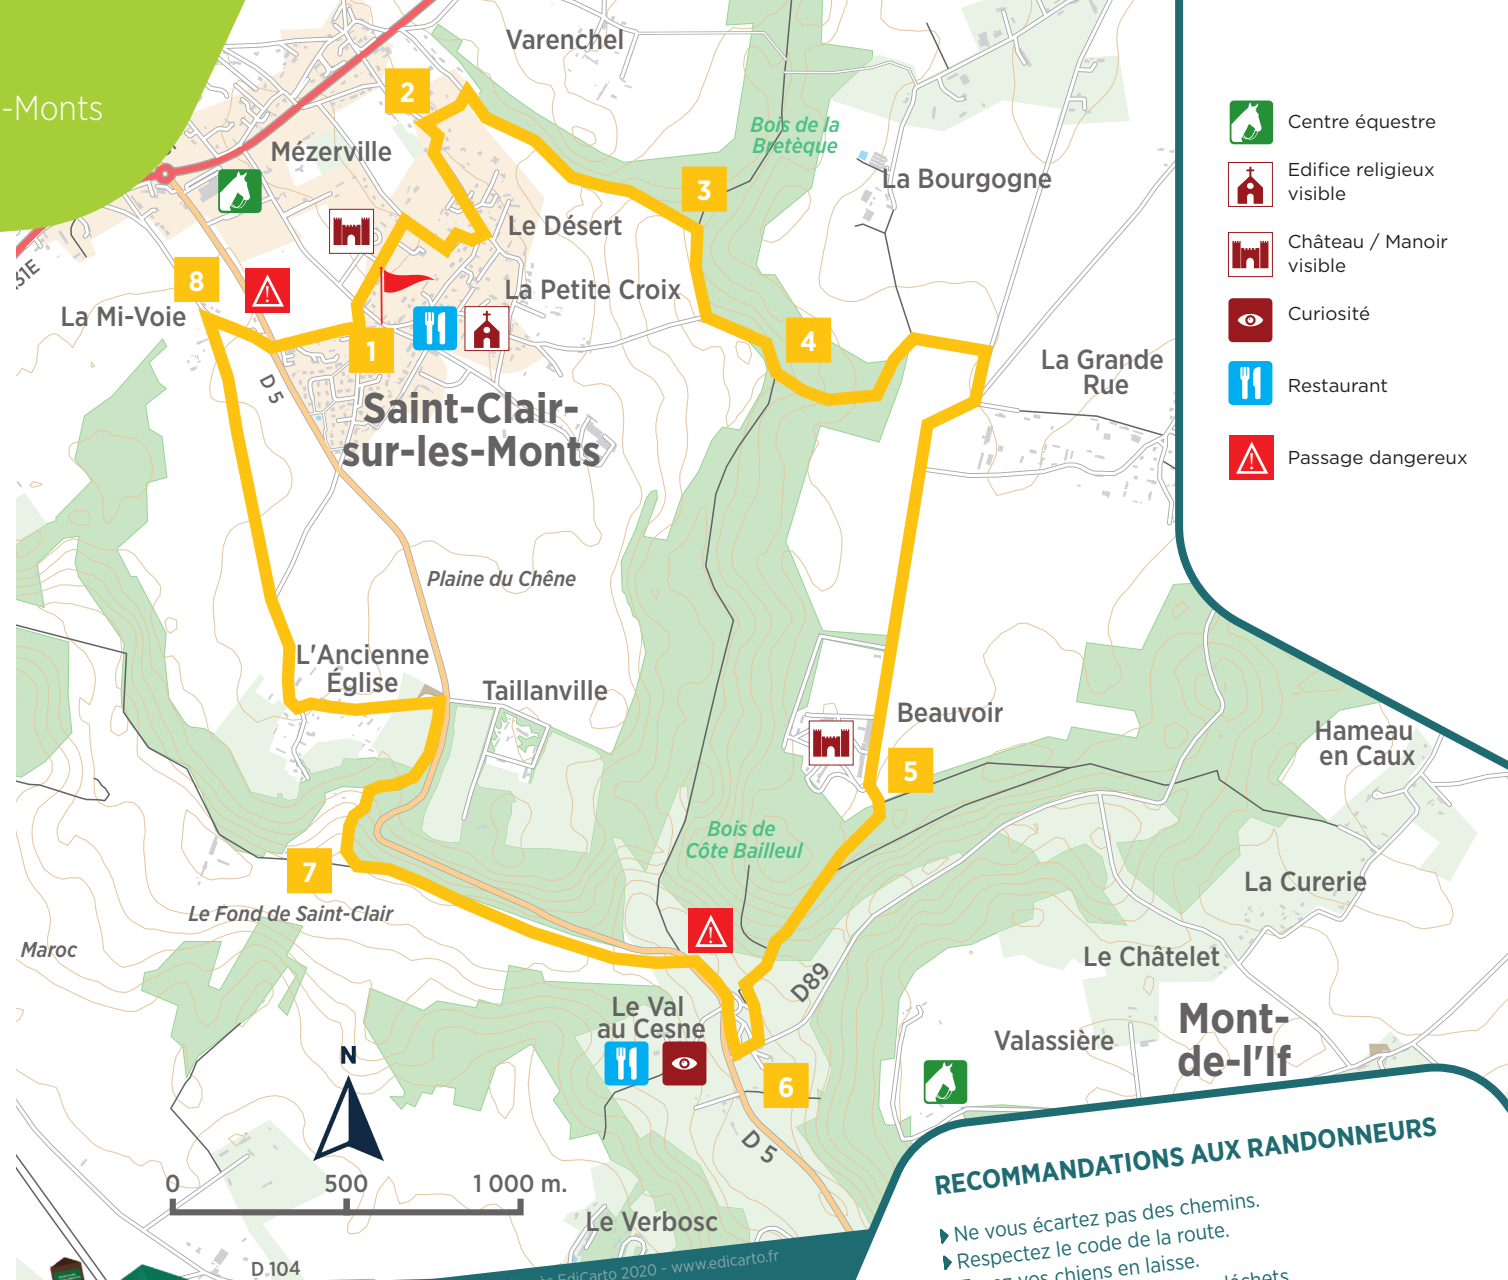 -Monts
Varenchel
2
Mézerville
Bois de la
Bretèque
La Bourgogne
3
Le Désert
8
La Petite Croix
La Mi-Voie
1
4
D 5
La Grande
Rue
Saint-Clair-
sur-les-Monts
Plaine du Chêne
L'Ancienne
Église
Taillanville
Beauvoir
5
Hameau
en Caux
Bois de
Côte Bailleul
7
La Curerie
Le Fond de Saint-Clair
Maroc
Le Châtelet
D89
Le Val
au Cesne
Mont-
de-l'If
Valassière
6
D 5
N
0 500 1 000 m.
Le Verbosc
D 104
EdiCarto 2020 - www.edicarto.fr
Centre équestre
Edifice religieux
visible
Château / Manoir
visible
Curiosité
Restaurant
Passage dangereux
RECOMMANDATIONS AUX RANDONNEURS
Ne vous écartez pas des chemins.
Respectez le code de la route.
vos chiens en laisse.